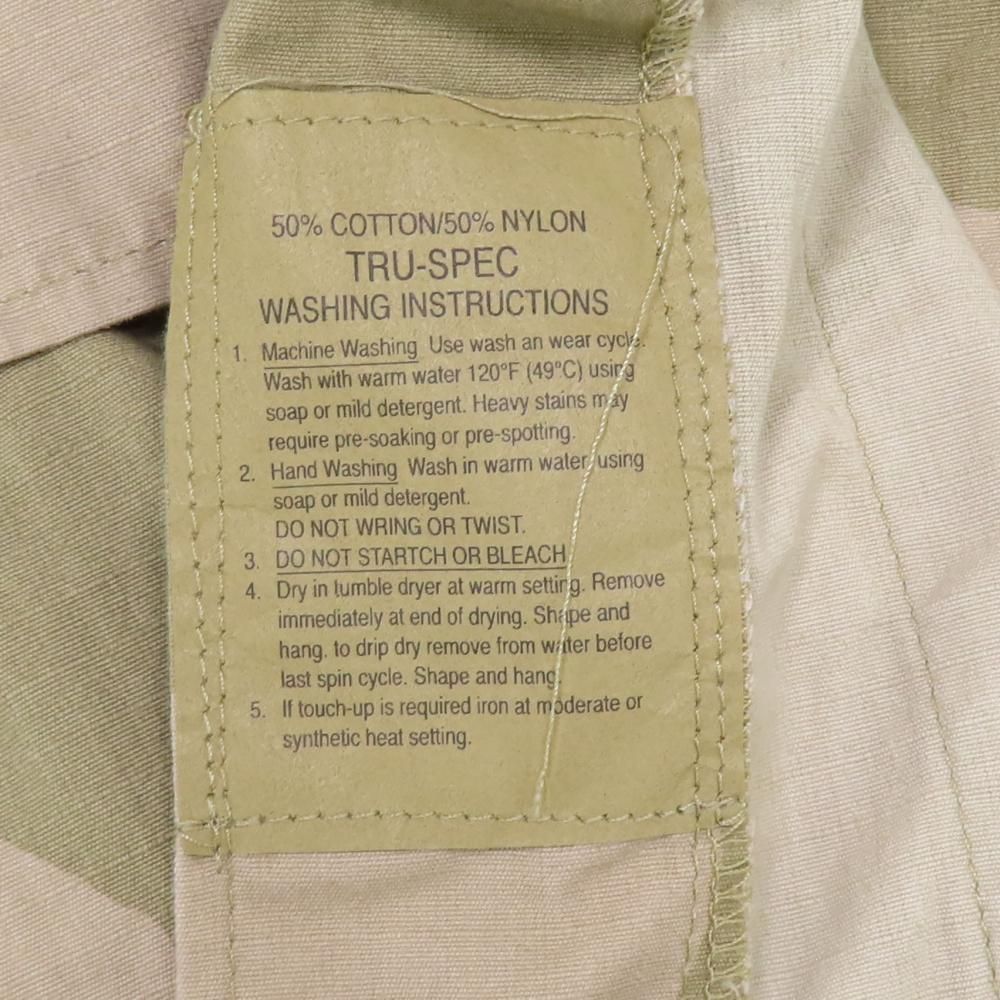 50% COTTON/50% NYLON
TRU-SPEC
WASHING INSTRUCTIONS
1. Machine Washing Use wash an wear cycle.
Wash with warm water 120°F (49°C) using
soap or mild detergent. Heavy stains may
require pre-soaking or pre-spotting.
2. Hand Washing Wash in warm water, using
soap or mild detergent.
DO NOT WRING OR TWIST.
3. DO NOT STARTCH OR BLEACH
4. Dry in tumble dryer at warm setting. Remove
immediately at end of drying. Shape and
hang. to drip dry remove from water before
last spin cycle. Shape and hang.
5. If touch-up is required iron at moderate or
synthetic heat setting.